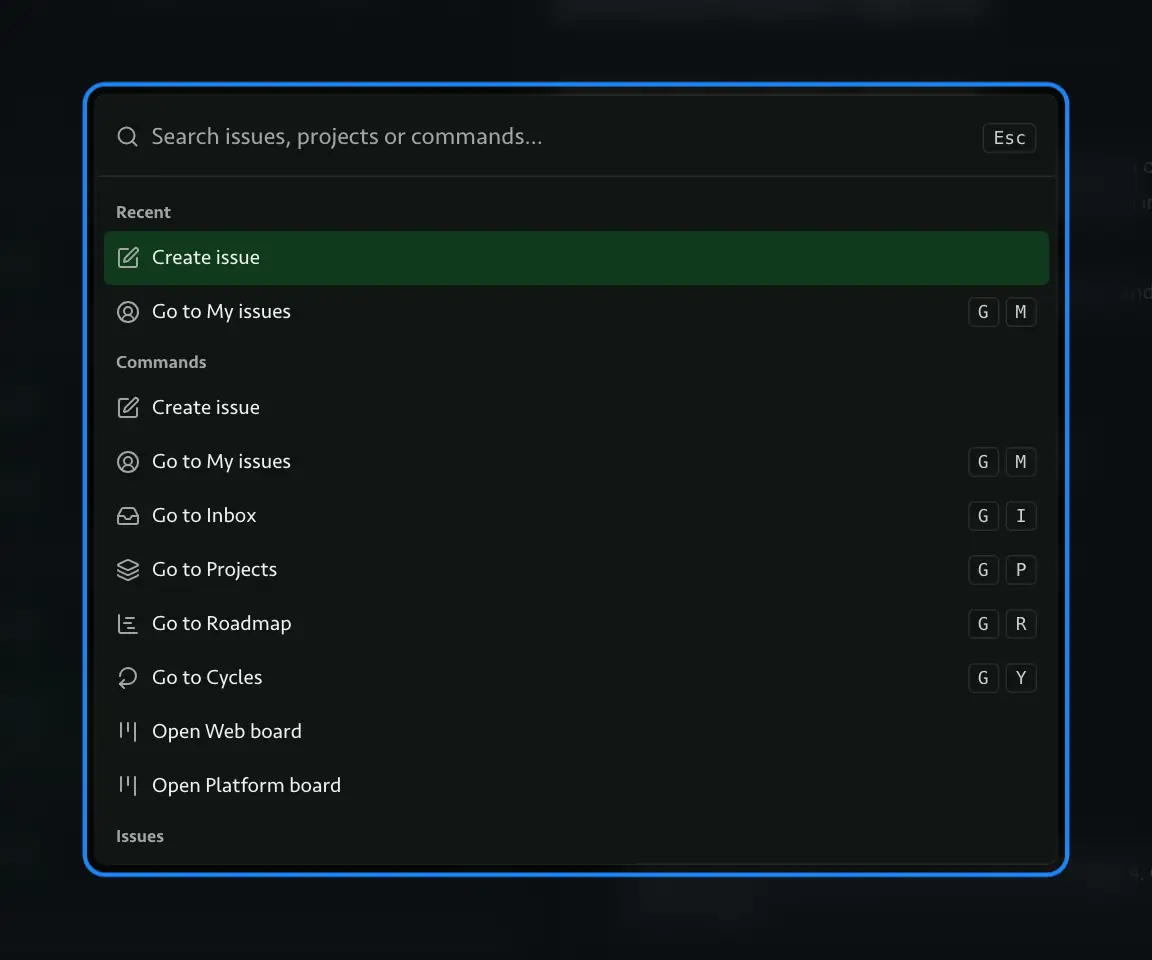 Search issues, projects or commands...
Esc
Recent
Create issue
Go to My issues G M
Commands
Create issue
Go to My issues G M
Go to Inbox G I
Go to Projects G P
Go to Roadmap G R
Go to Cycles G Y
Open Web board
Open Platform board
Issues